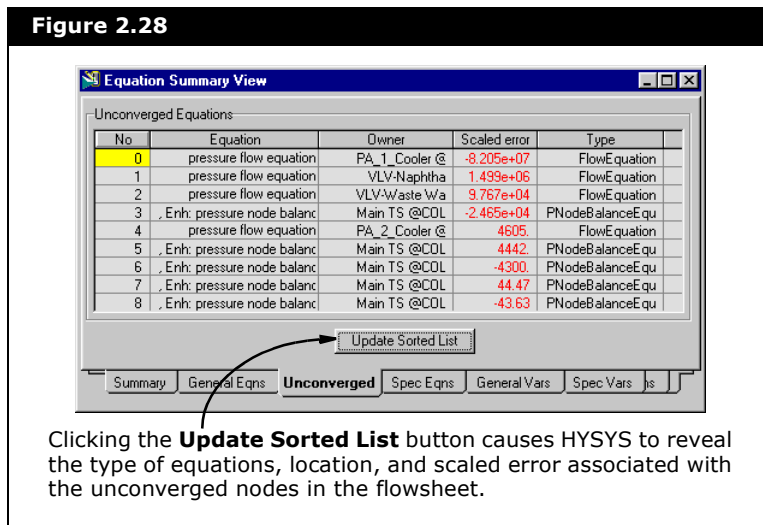 Figure 2.28
Equation Summary View
Unconverged Equations
No Equation Owner Scaled error Type
0 pressure flow equation PA_1_Cooler @ -8.205e+07 FlowEquation
1 pressure flow equation VLV-Naphtha 1.499e+06 FlowEquation
2 pressure flow equation VLV-Waste Wa 9.767e+04 FlowEquation
3 , Enh: pressure node balanc Main TS @COL -2.465e+04 PNodeBalanceEqu
4 pressure flow equation PA_2_Cooler @ 4605. FlowEquation
5 , Enh: pressure node balanc Main TS @COL 4442. PNodeBalanceEqu
6 , Enh: pressure node balanc Main TS @COL -4300. PNodeBalanceEqu
7 , Enh: pressure node balanc Main TS @COL 44.47 PNodeBalanceEqu
8 , Enh: pressure node balanc Main TS @COL -43.63 PNodeBalanceEqu
Update Sorted List
Summary General Eqns Unconverged Spec Eqns General Vars Spec Vars
Clicking the Update Sorted List button causes HYSYS to reveal
the type of equations, location, and scaled error associated with
the unconverged nodes in the flowsheet.